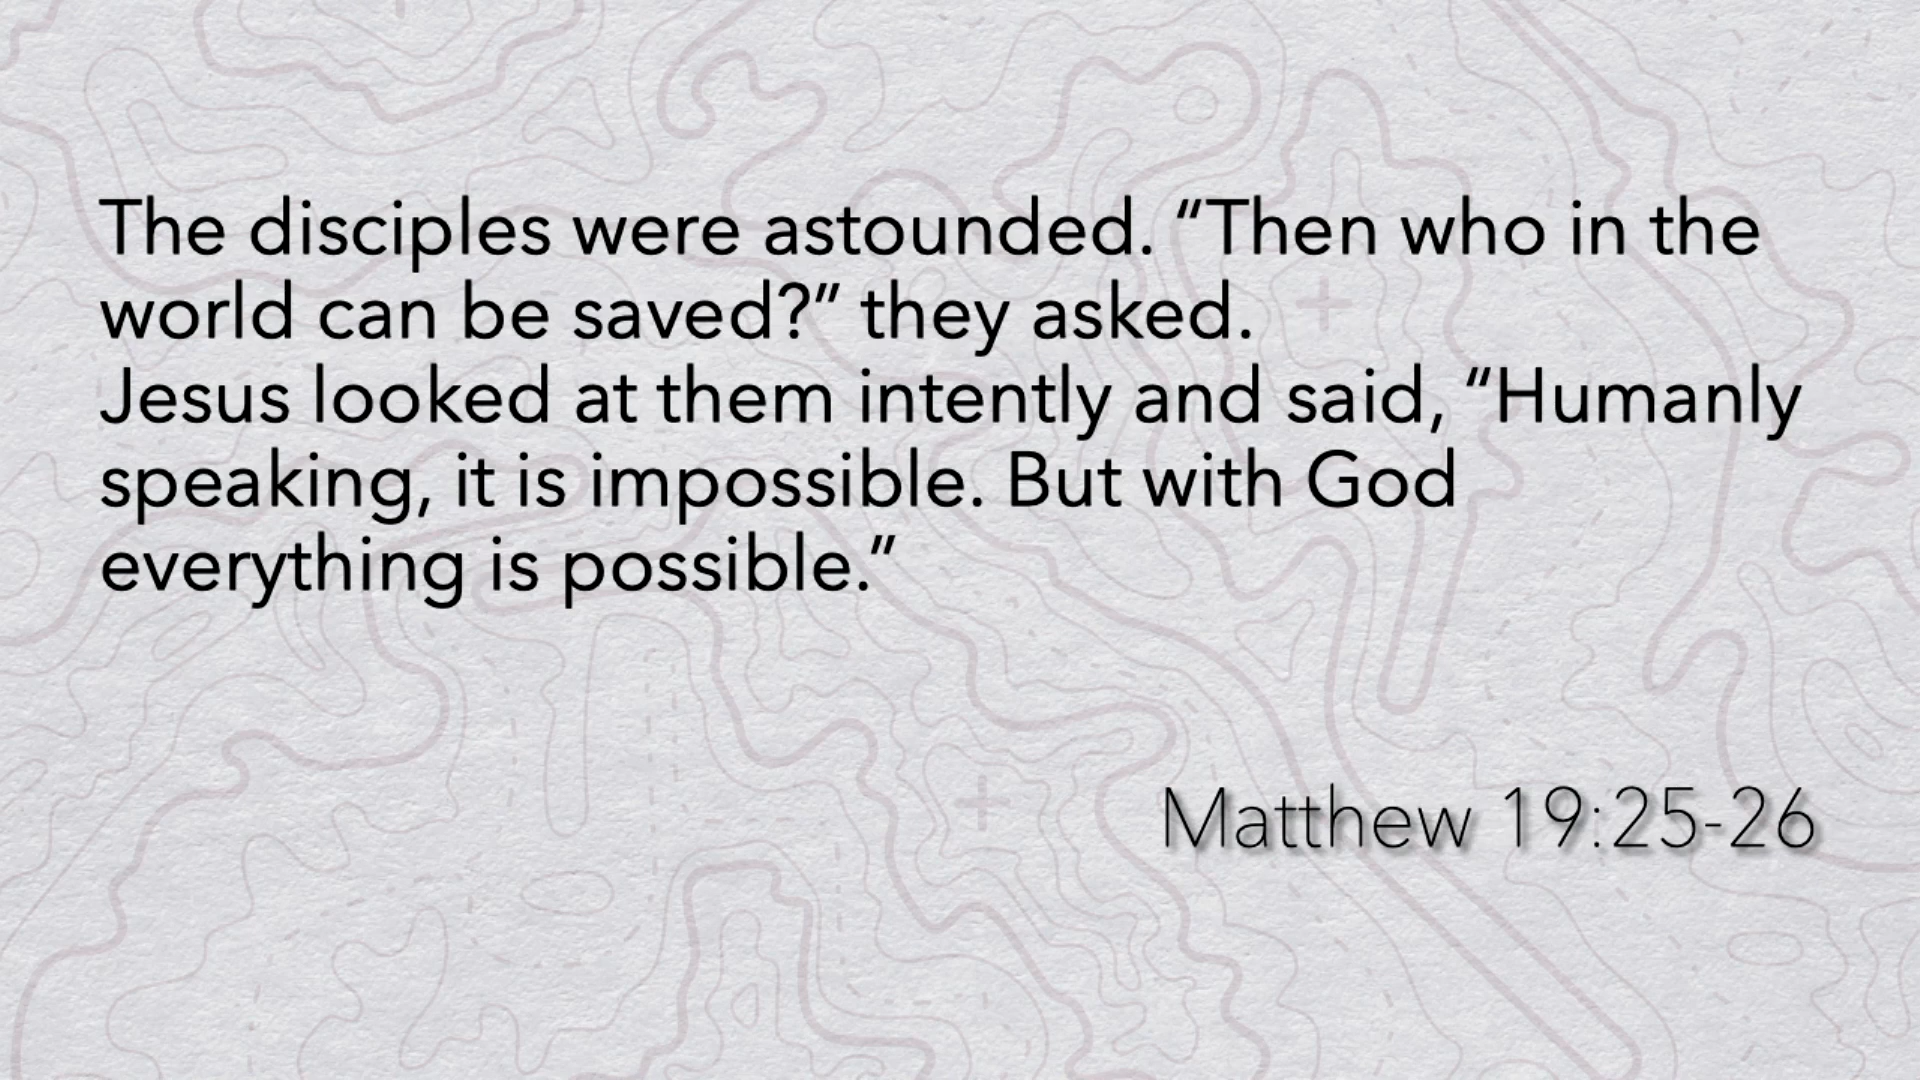 The disciples were astounded. “Then who in the
world can be saved?” they asked.
Jesus looked at them intently and said, “Humanly
speaking, it is impossible. But with God
everything is possible.”
Matthew 19:25-26